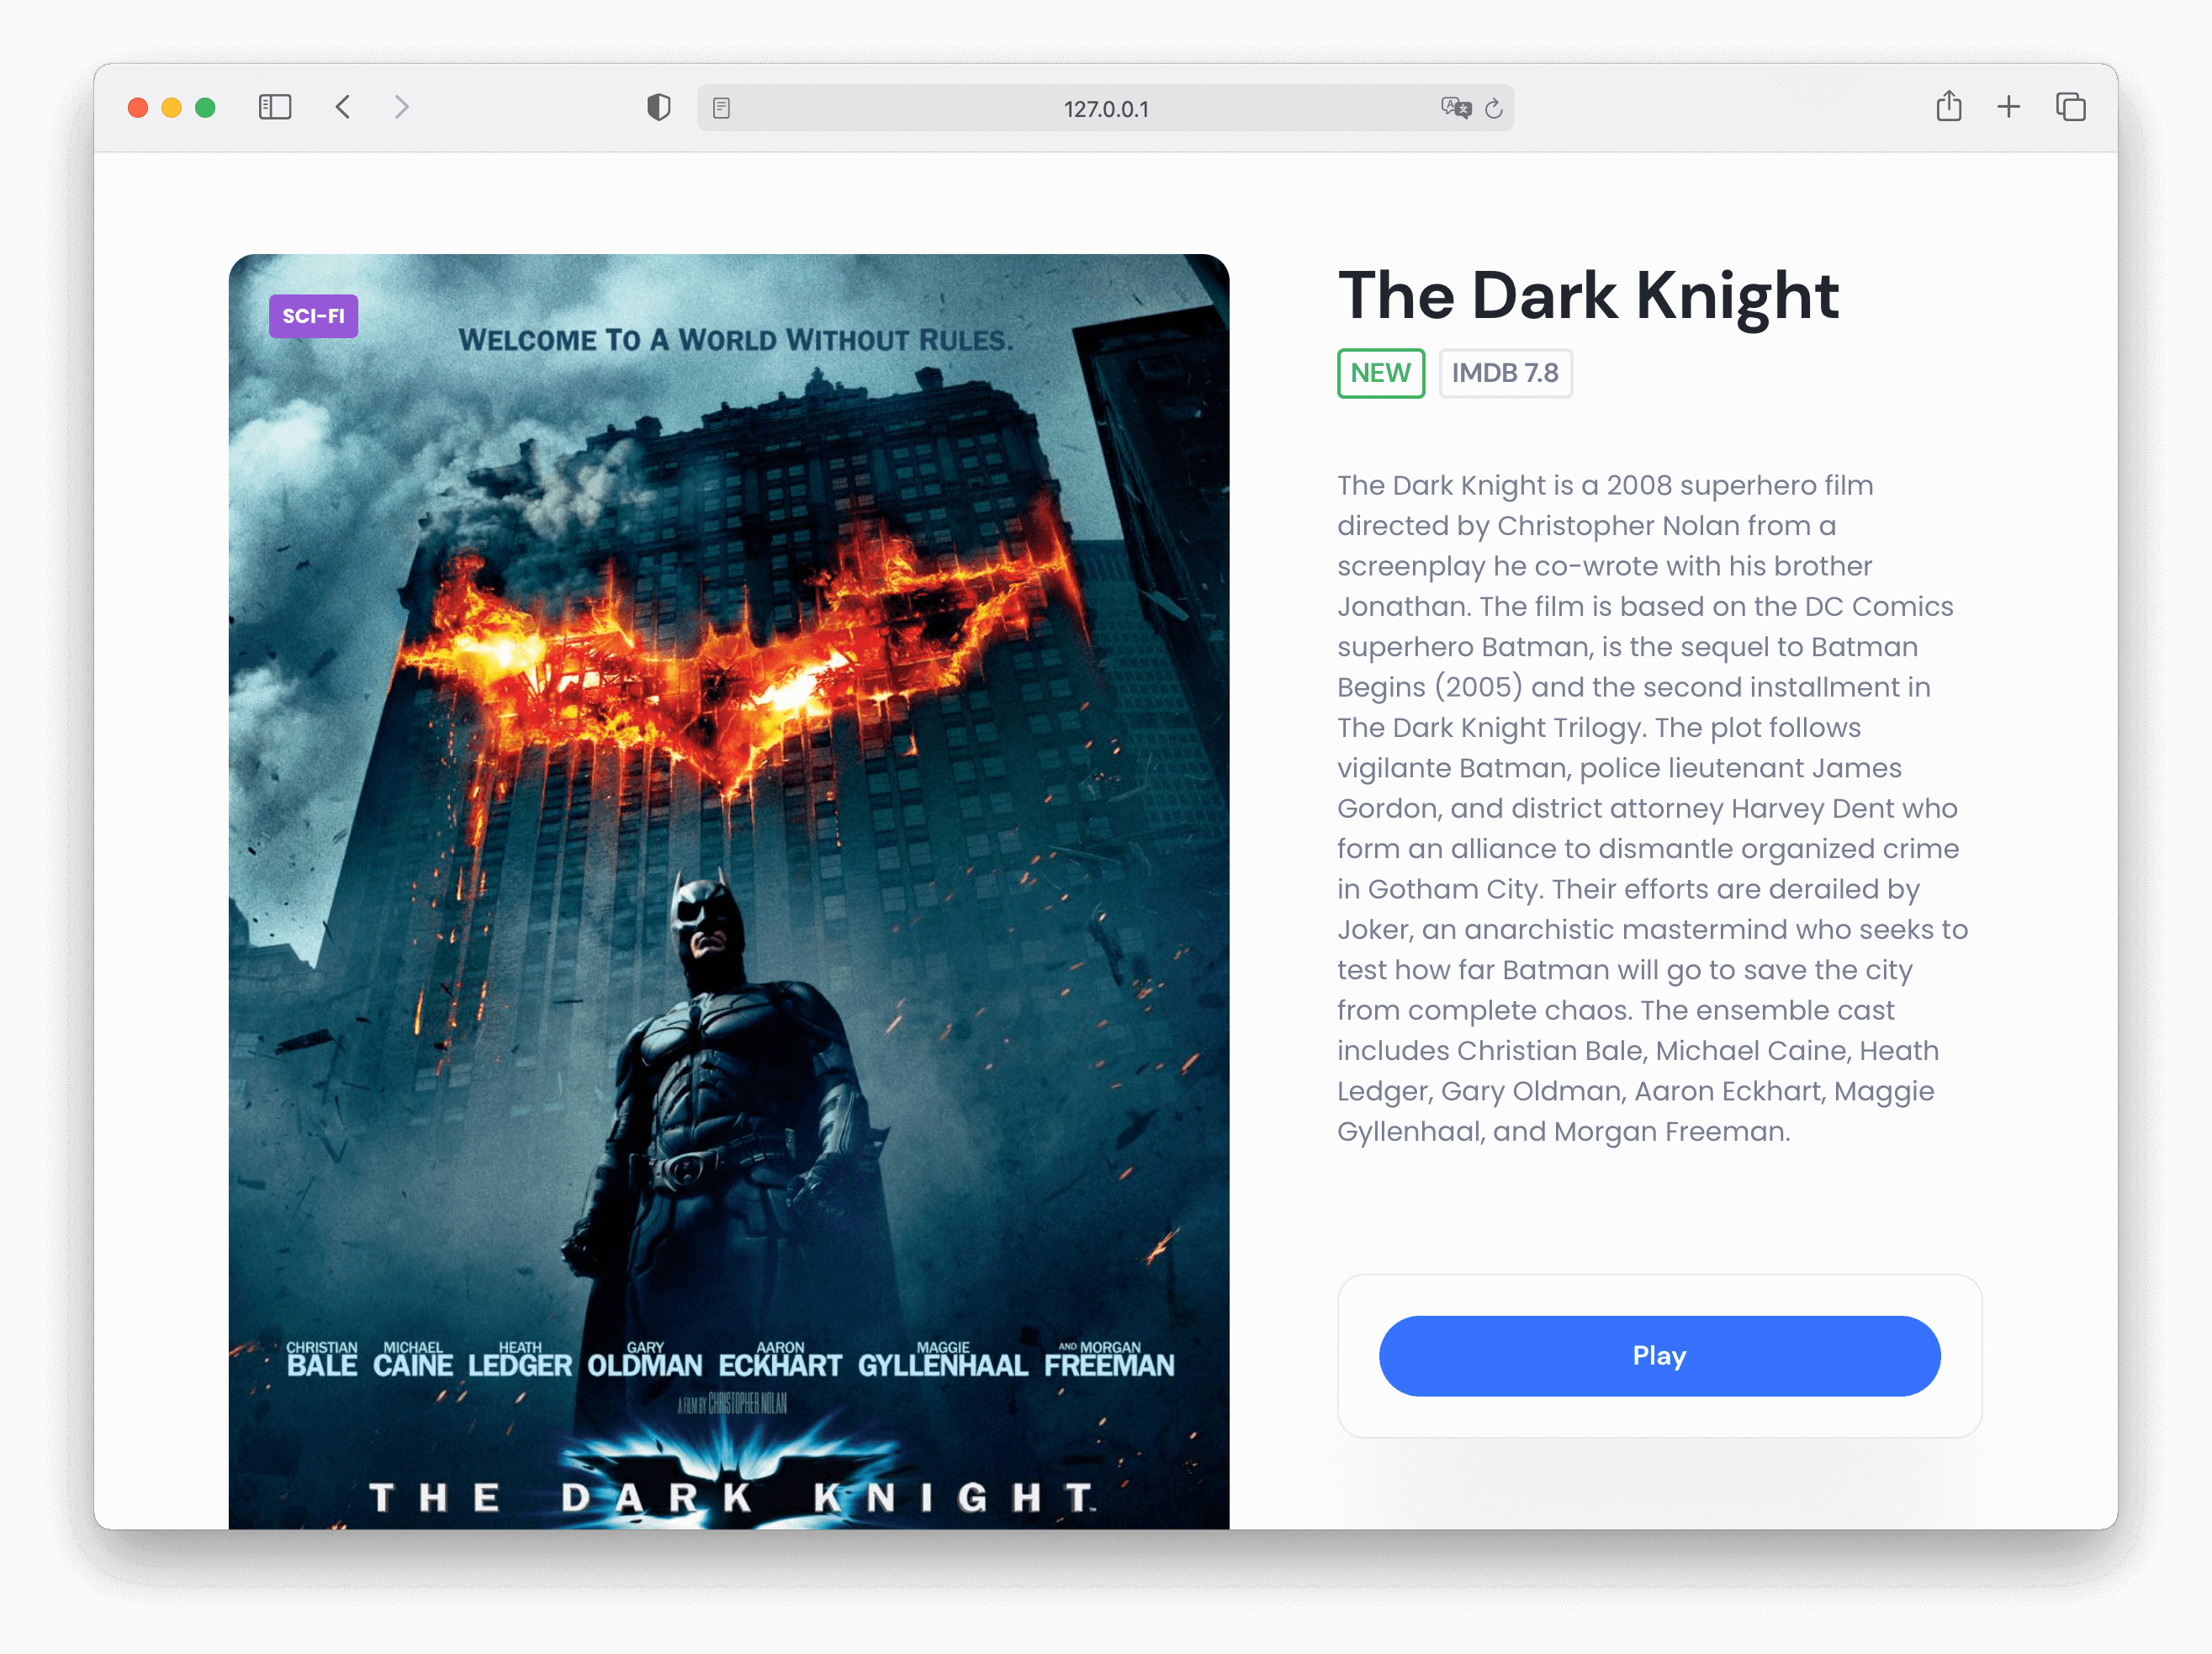 127.0.0.1
SCI-FI
WELCOME TO A WORLD WITHOUT RULES.
CHRISTIAN BALE MICHAEL CAINE HEATH LEDGER GARY OLDMAN AARON ECKHART MAGGIE GYLLENHAAL AND MORGAN FREEMAN
A FILM BY CHRISTOPHER NOLAN
THE DARK KNIGHT™
The Dark Knight
NEW IMDB 7.8
The Dark Knight is a 2008 superhero film
directed by Christopher Nolan from a
screenplay he co-wrote with his brother
Jonathan. The film is based on the DC Comics
superhero Batman, is the sequel to Batman
Begins (2005) and the second installment in
The Dark Knight Trilogy. The plot follows
vigilante Batman, police lieutenant James
Gordon, and district attorney Harvey Dent who
form an alliance to dismantle organized crime
in Gotham City. Their efforts are derailed by
Joker, an anarchistic mastermind who seeks to
test how far Batman will go to save the city
from complete chaos. The ensemble cast
includes Christian Bale, Michael Caine, Heath
Ledger, Gary Oldman, Aaron Eckhart, Maggie
Gyllenhaal, and Morgan Freeman.
Play